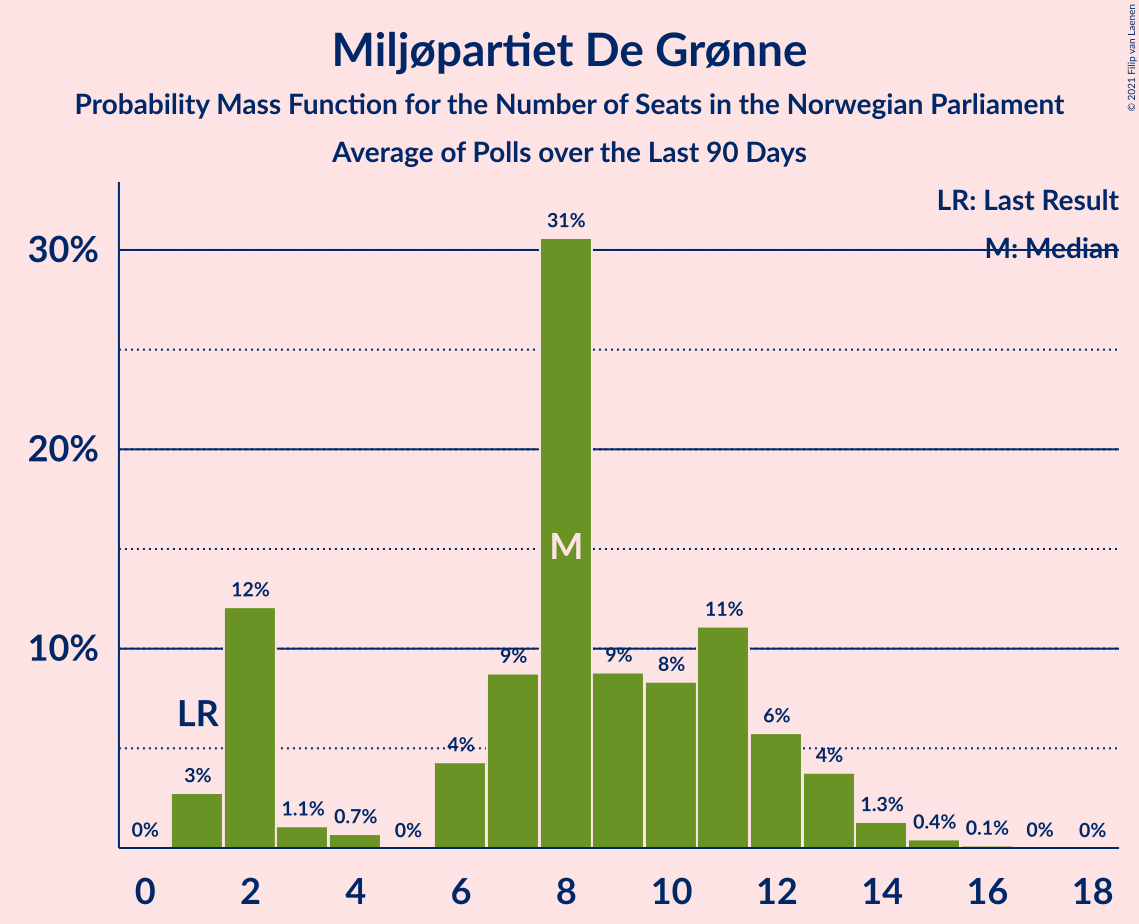 Miljøpartiet De Grønne
Probability Mass Function for the Number of Seats in the Norwegian Parliament
Average of Polls over the Last 90 Days
© 2021 Filip van Laenen
LR: Last Result
M: Median
30%
20%
10%
0%
3%
12%
1.1%
0.7%
0%
4%
9%
31%
9%
8%
11%
6%
4%
1.3%
0.4%
0.1%
0%
0%
LR
M
0 2 4 6 8 10 12 14 16 18